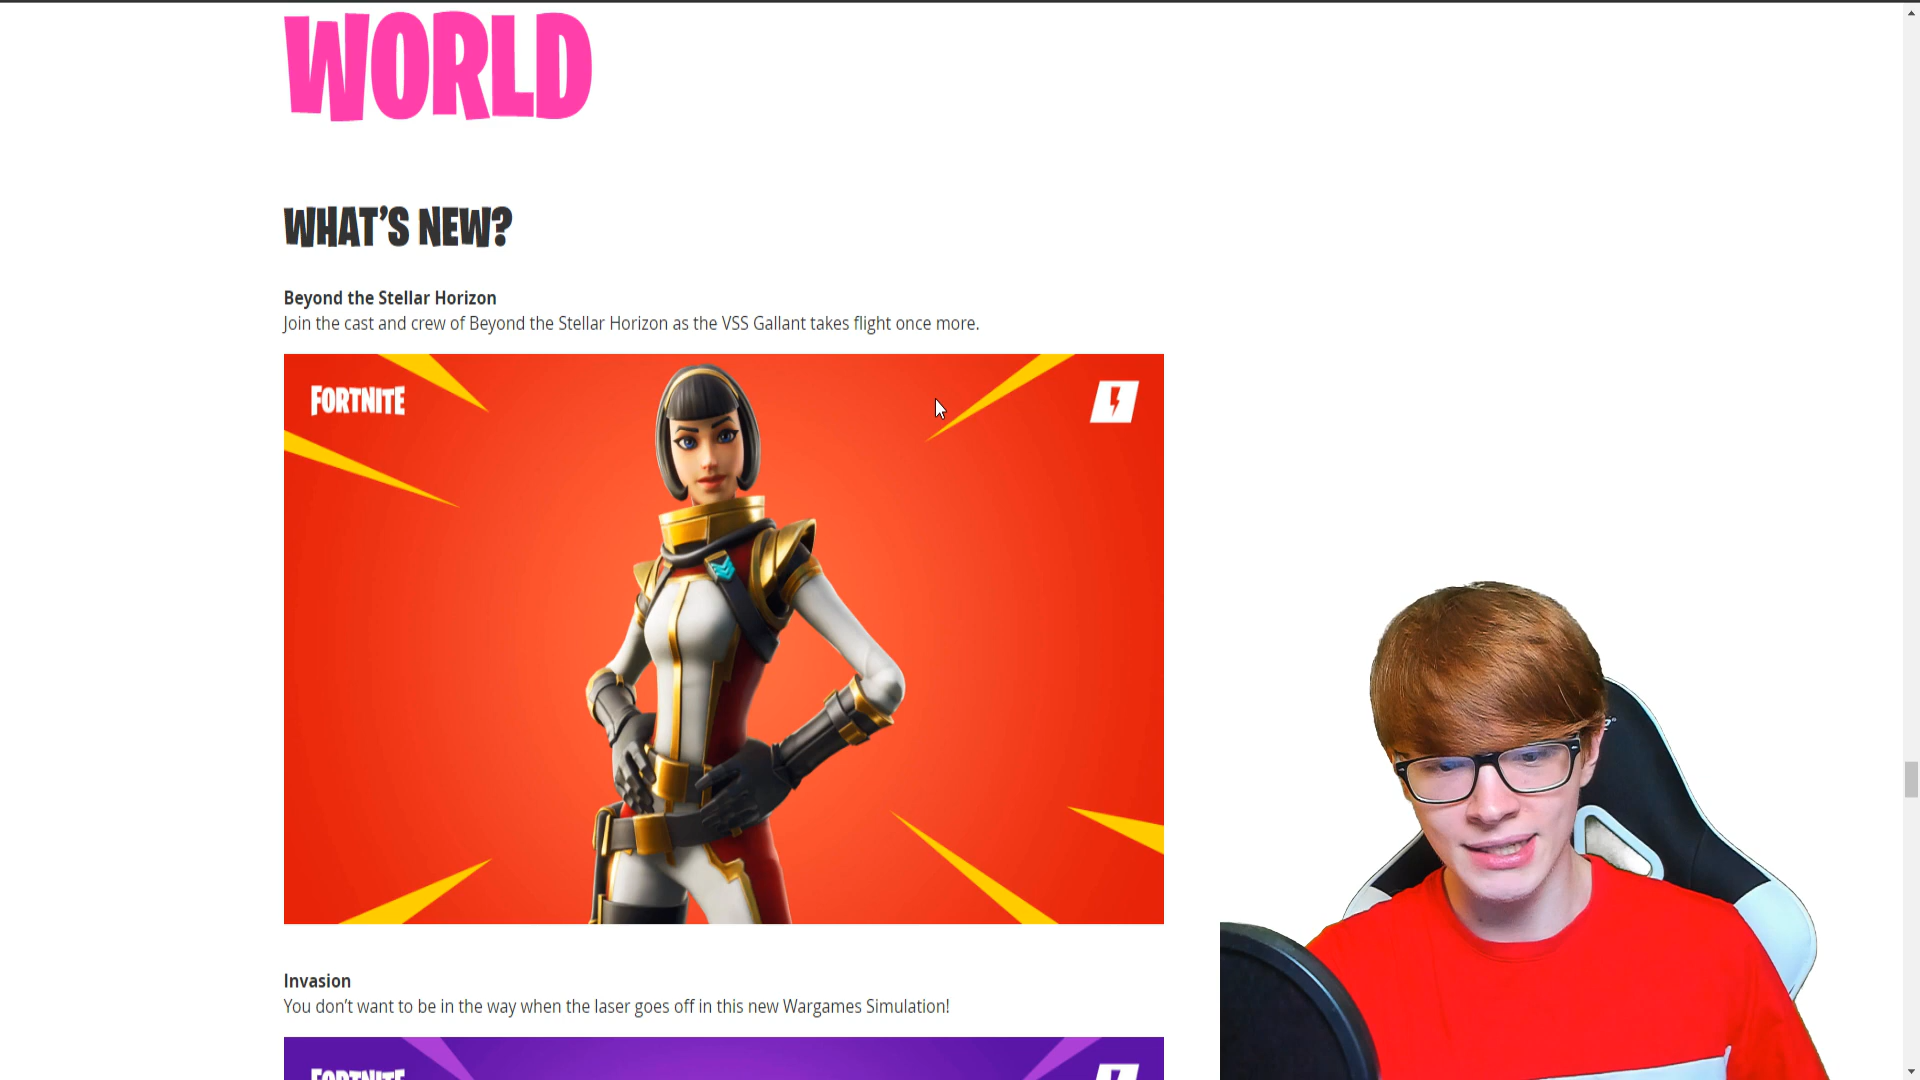 WORLD
WHAT'S NEW?
Beyond the Stellar Horizon
Join the cast and crew of Beyond the Stellar Horizon as the VSS Gallant takes flight once more.
FORTNITE
Invasion
You don't want to be in the way when the laser goes off in this new Wargames Simulation!
FORTNITE